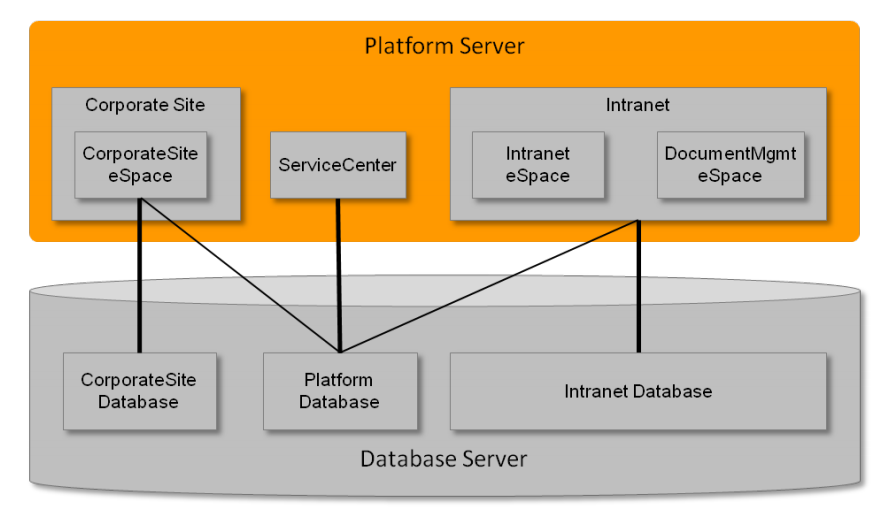 Platform Server
Corporate Site
Intranet
CorporateSite
eSpace
ServiceCenter
Intranet
eSpace
DocumentMgmt
eSpace
CorporateSite
Database
Platform
Database
Intranet Database
Database Server